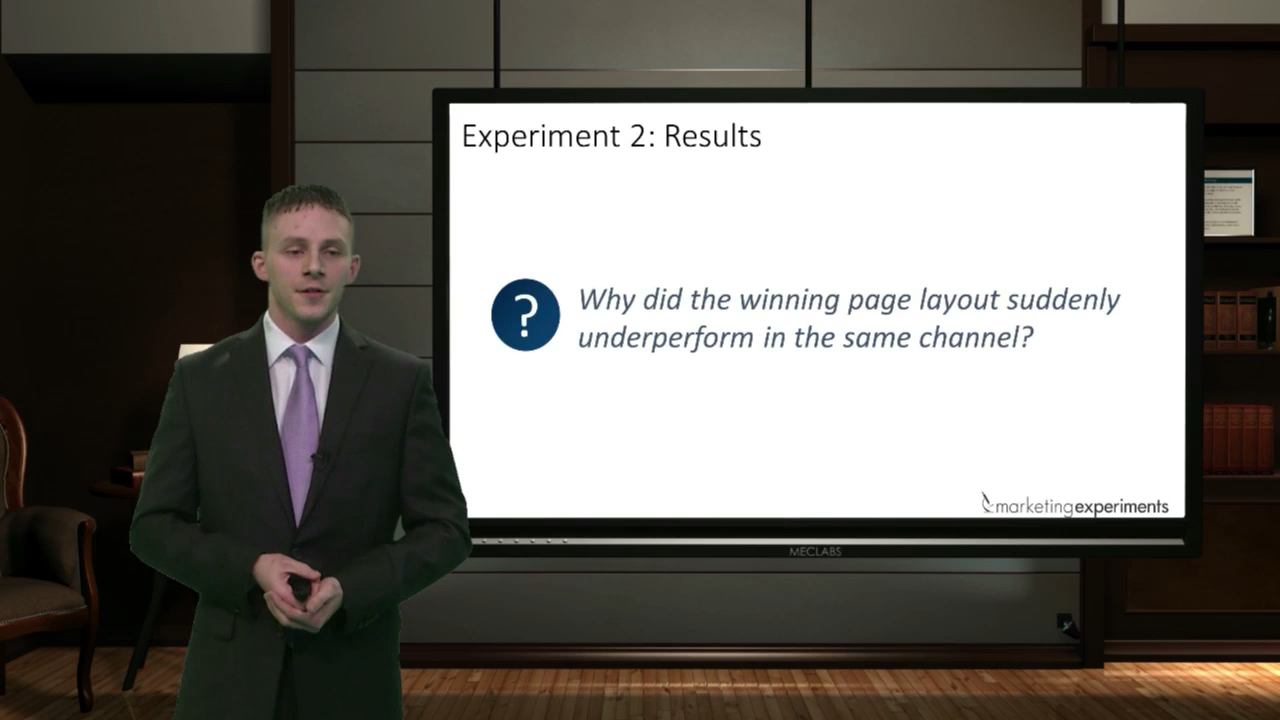 Experiment 2: Results
?
Why did the winning page layout suddenly
underperform in the same channel?
marketingexperiments
MECLABS